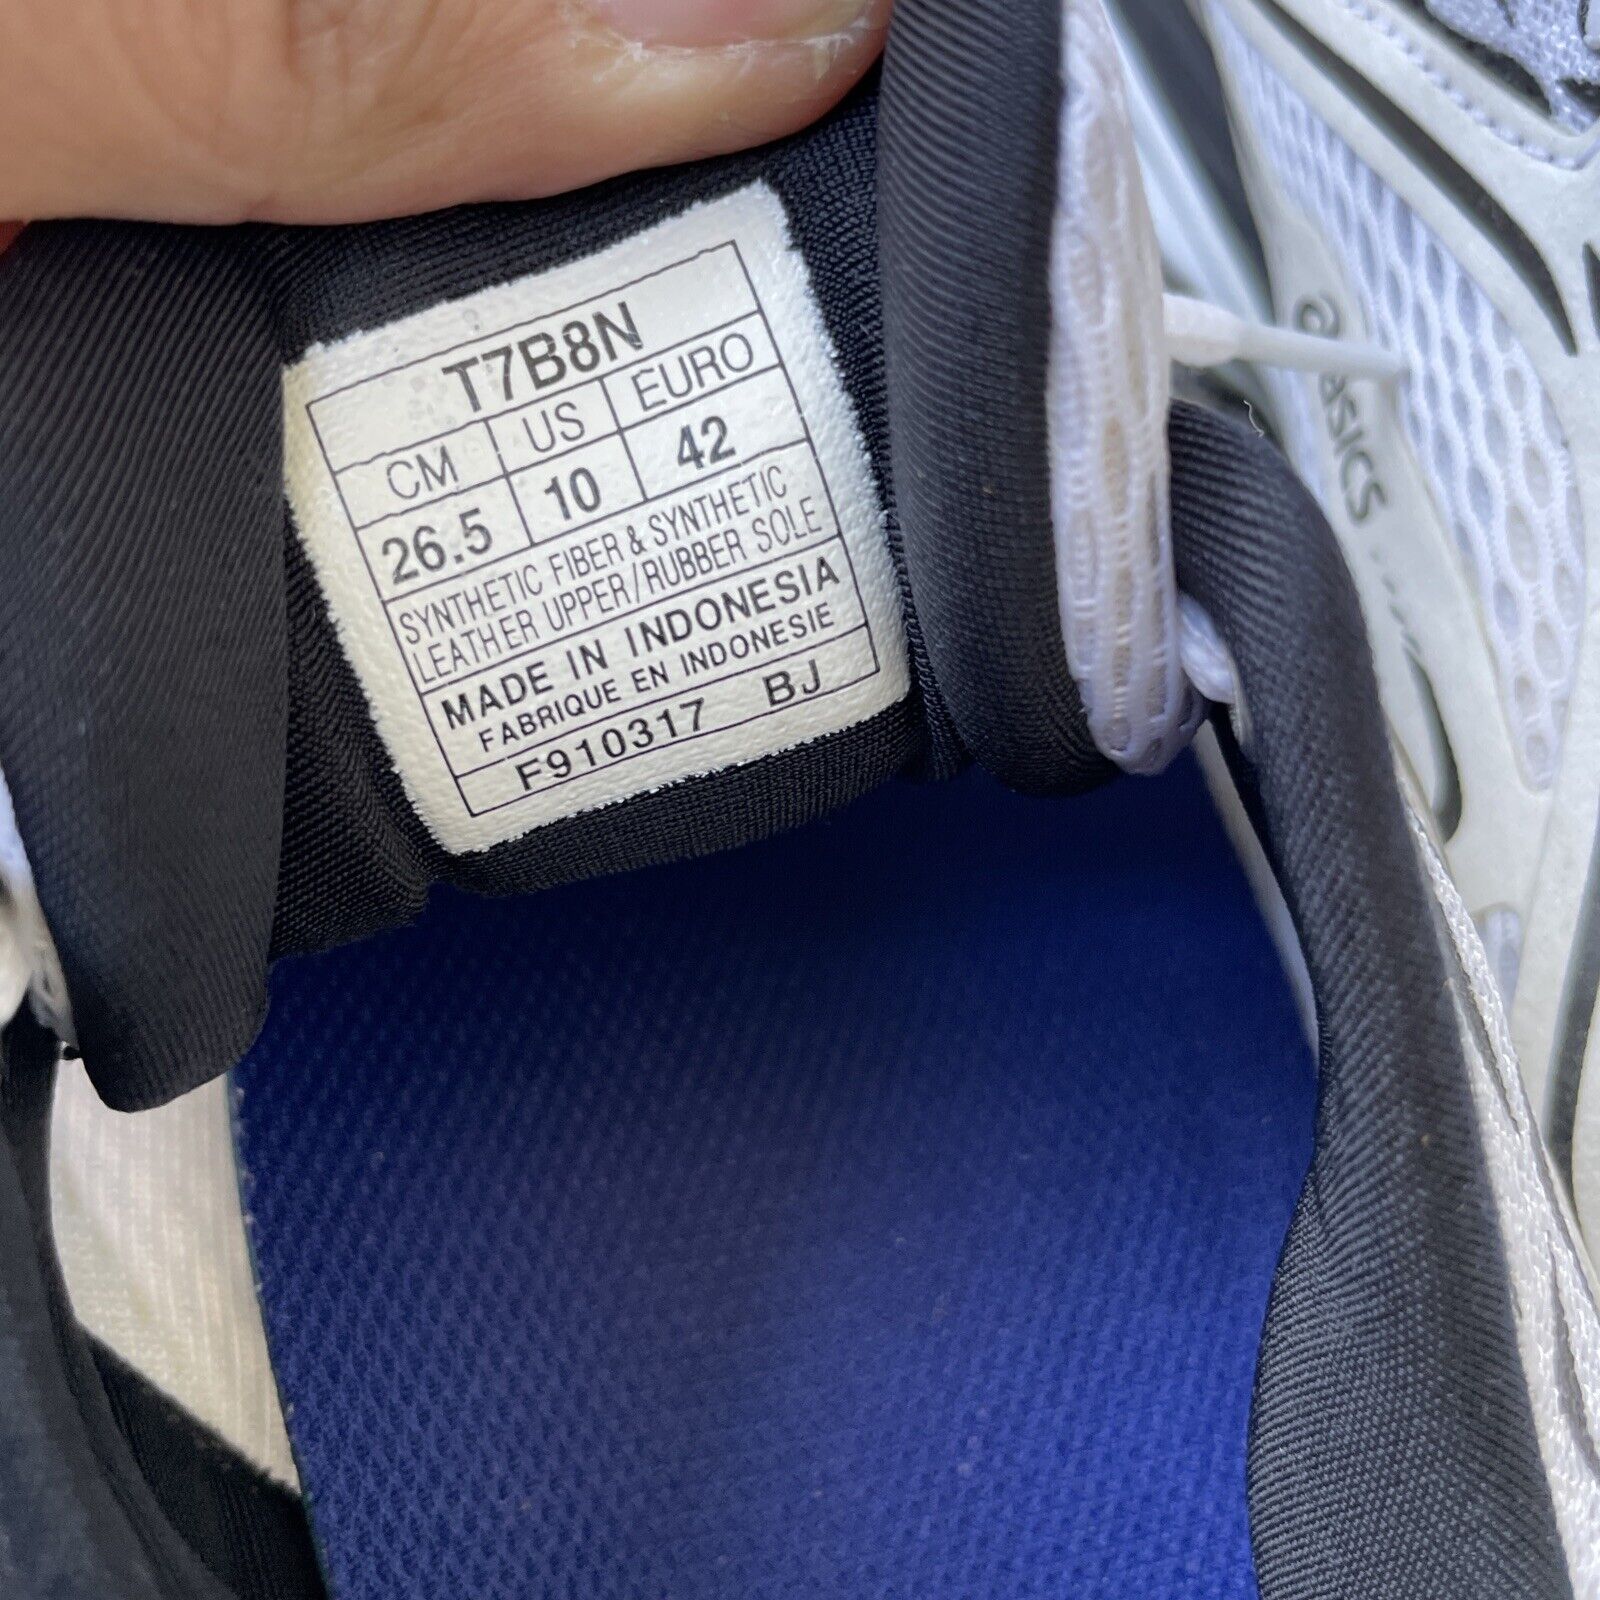 T7B8N
CM US EURO
26.5 10 42
SYNTHETIC FIBER & SYNTHETIC
LEATHER UPPER/RUBBER SOLE
MADE IN INDONESIA
FABRIQUE EN INDONESIE
F910317 BJ
ASICS